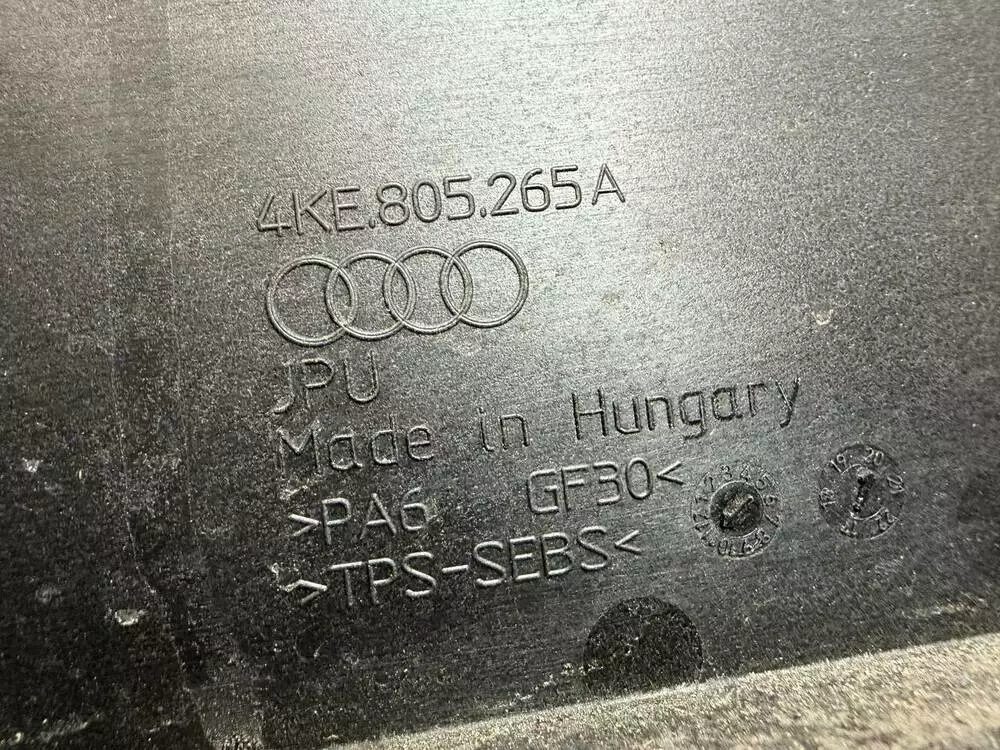 4KE.805.265A
JPU
Made in Hungary
>PA6 GF30<
>TPS-SEBS<